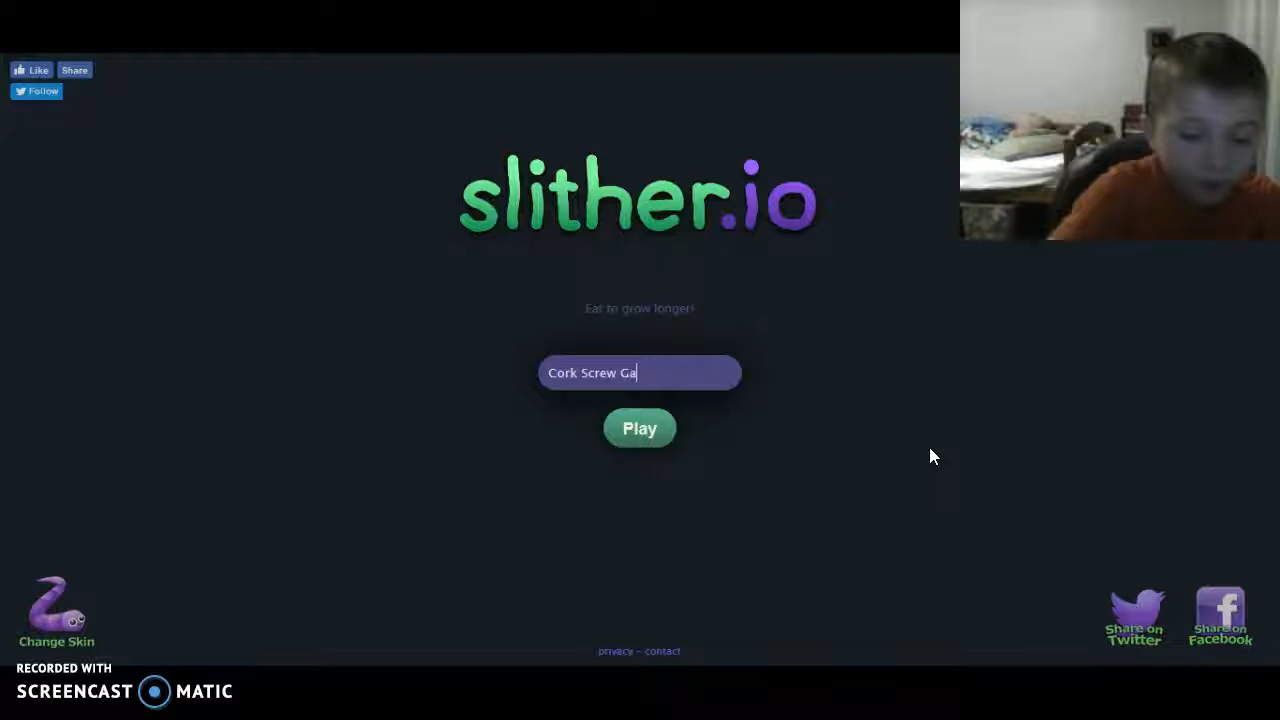 Like Share
Follow
slither.io
Eat to grow longer!
Cork Screw Ga
Play
Change Skin
Share on
Twitter
Share on
Facebook
privacy - contact
RECORDED WITH
SCREENCAST MATIC